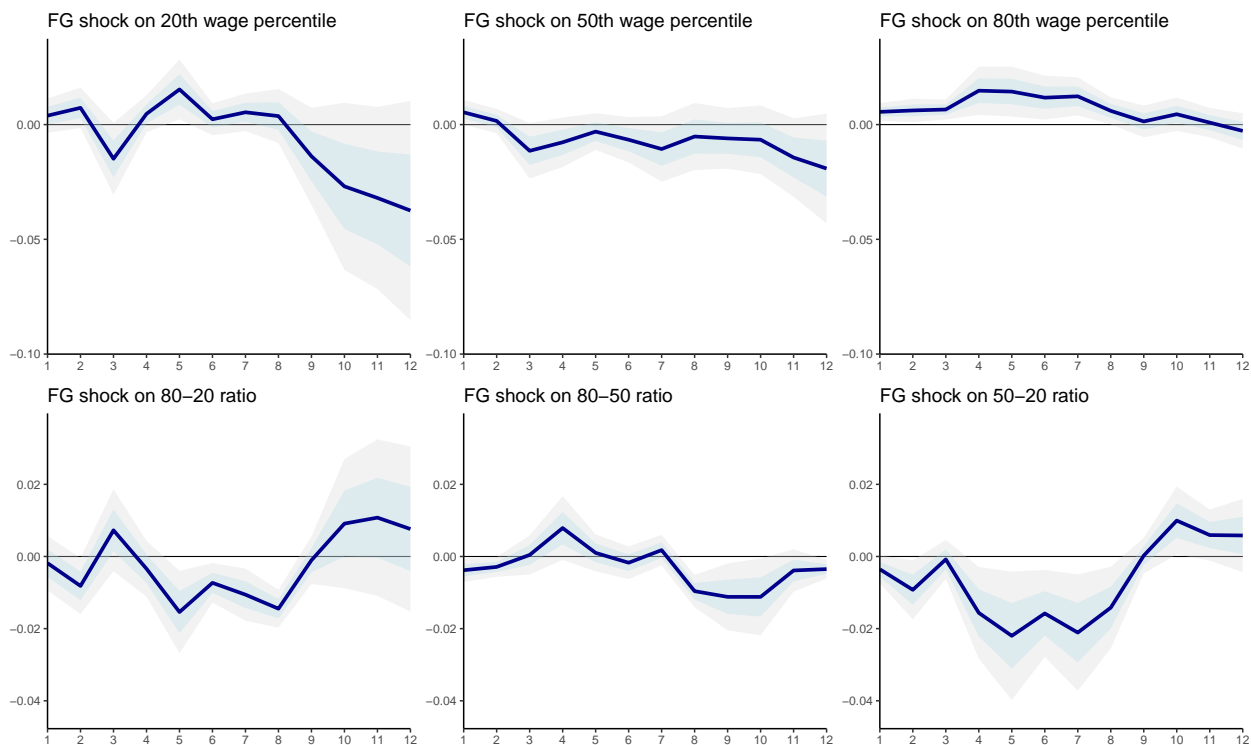 FG shock on 20th wage percentile
0.00
−0.05
−0.10
1 2 3 4 5 6 7 8 9 10 11 12
FG shock on 50th wage percentile
0.00
−0.05
−0.10
1 2 3 4 5 6 7 8 9 10 11 12
FG shock on 80th wage percentile
0.00
−0.05
−0.10
1 2 3 4 5 6 7 8 9 10 11 12
FG shock on 80−20 ratio
0.02
0.00
−0.02
−0.04
1 2 3 4 5 6 7 8 9 10 11 12
FG shock on 80−50 ratio
0.02
0.00
−0.02
−0.04
1 2 3 4 5 6 7 8 9 10 11 12
FG shock on 50−20 ratio
0.02
0.00
−0.02
−0.04
1 2 3 4 5 6 7 8 9 10 11 12